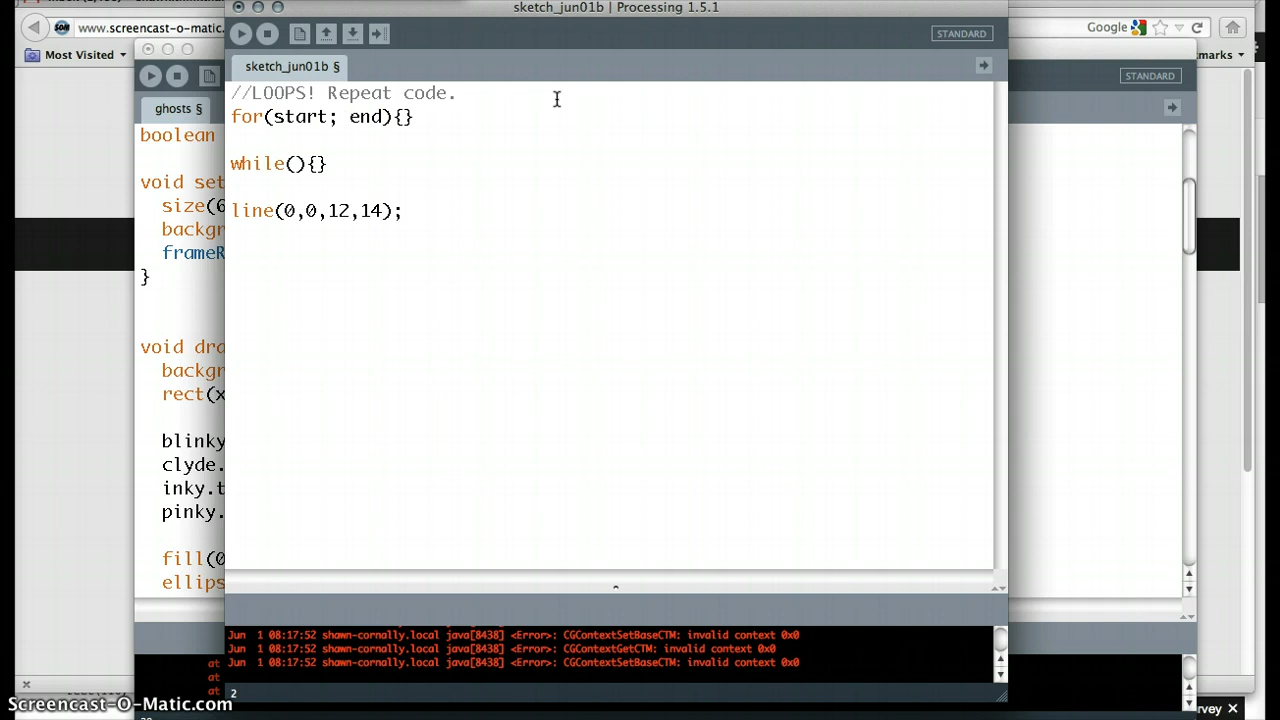 sketch_jun01b | Processing 1.5.1
www.screencast-o-matic.
Google
Most Visited
STANDARD
STANDARD
sketch_jun01b §
ghosts §
//LOOPS! Repeat code.
for(start; end){}
while(){}
line(0,0,12,14);
boolean
void set
size(6
backgr
frameR
}
void dra
backgr
rect(x
blinky
clyde.
inky.t
pinky.
fill(0
ellips
Jun 1 08:17:52 shawn-cornally.local java[8438] <Error>: CGContextSetBaseCTM: invalid context 0x0
Jun 1 08:17:52 shawn-cornally.local java[8438] <Error>: CGContextGetCTM: invalid context 0x0
Jun 1 08:17:52 shawn-cornally.local java[8438] <Error>: CGContextSetBaseCTM: invalid context 0x0
at
at
at
2
Screencast-O-Matic.com